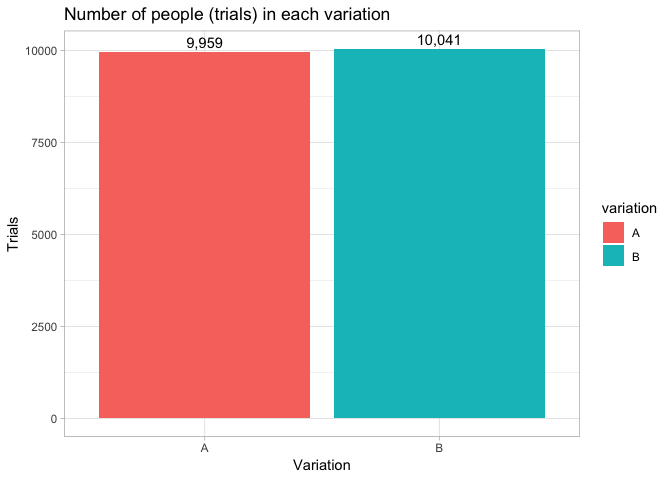 Number of people (trials) in each variation
9,959
10,041
10000
7500
5000
2500
0
Trials
A
B
Variation
variation
A
B